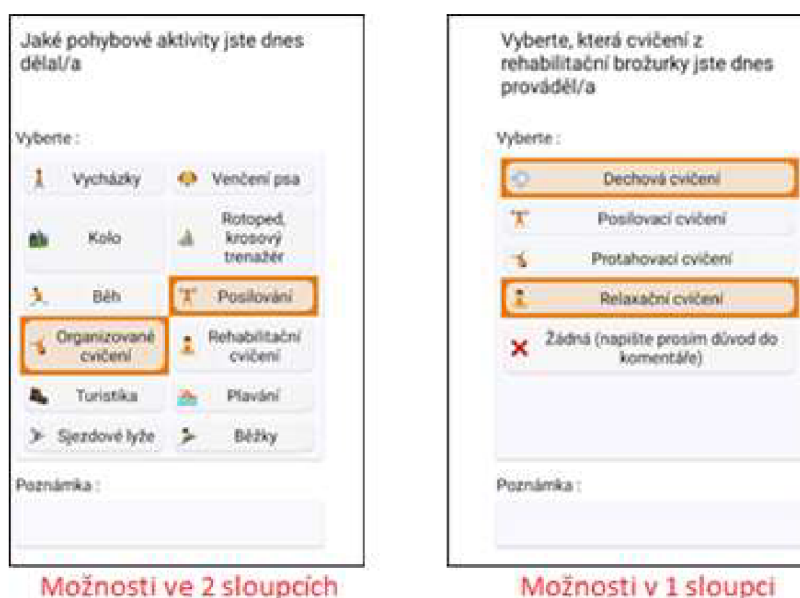 Jaké pohybové aktivity jste dnes
dělal/a
Vyberte :
Vycházky
Venčení psa
Kolo
Rotoped,
krosový
trenažér
Běh
Posilování
Organizované
cvičení
Rehabilitační
cvičení
Turistika
Plavání
Sjezdové lyže
Běžky
Poznámka :
Možnosti ve 2 sloupcích
Vyberte, která cvičení z
rehabilitační brožurky jste dnes
prováděl/a
Vyberte :
Dechová cvičení
Posilovací cvičení
Protahovací cvičení
Relaxační cvičení
Žádná (napište prosím důvod do
komentáře)
Poznámka :
Možnosti v 1 sloupci